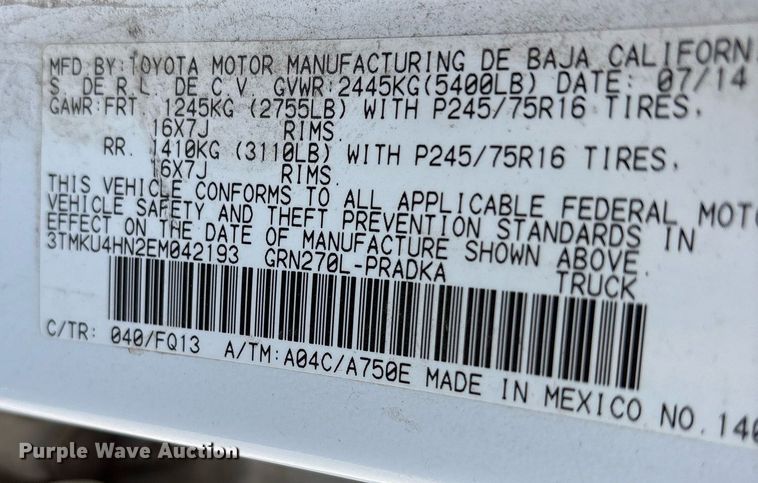 MFD BY:TOYOTA MOTOR MANUFACTURING DE BAJA CALIFORN
S. DE R.L. DE C.V. GVWR:2445KG(5400LB) DATE: 07/14
GAWR:FRT. 1245KG (2755LB) WITH P245/75R16 TIRES,
16X7J RIMS.
RR. 1410KG (3110LB) WITH P245/75R16 TIRES,
16X7J RIMS.
THIS VEHICLE CONFORMS TO ALL APPLICABLE FEDERAL MOTO
VEHICLE SAFETY AND THEFT PREVENTION STANDARDS IN
EFFECT ON THE DATE OF MANUFACTURE SHOWN ABOVE.
3TMKU4HN2EM042193 GRN270L-PRADKA TRUCK
C/TR: 040/FQ13 A/TM:A04C/A750E MADE IN MEXICO NO.140
Purple Wave Auction